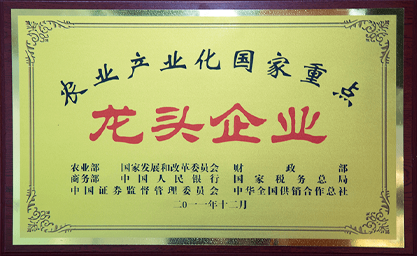 农业产业化国家重点
龙头企业
农业部 国家发展和改革委员会 财政部
商务部 中国人民银行 国家税务总局
中国证券监督管理委员会 中华全国供销合作总社
二〇一一年十二月